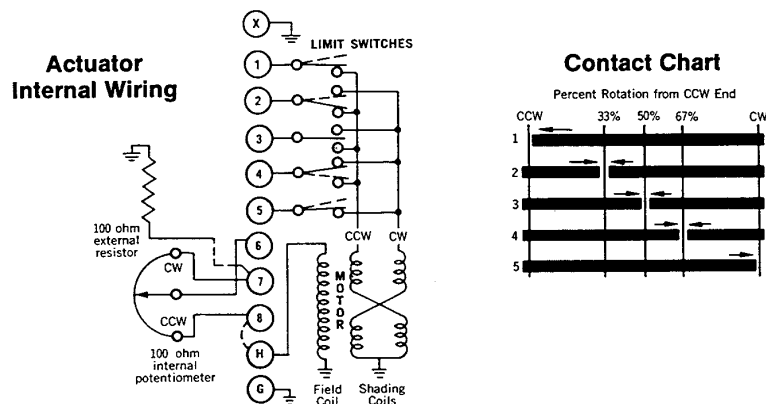 Actuator
Internal Wiring
X
LIMIT SWITCHES
1
2
3
4
5
6
7
8
H
G
100 ohm
external
resistor
CW
CCW
100 ohm
internal
potentiometer
CCW CW
MOTOR
Field
Coil
Shading
Coils
Contact Chart
Percent Rotation from CCW End
CCW 33% 50% 67% CW
1
2
3
4
5